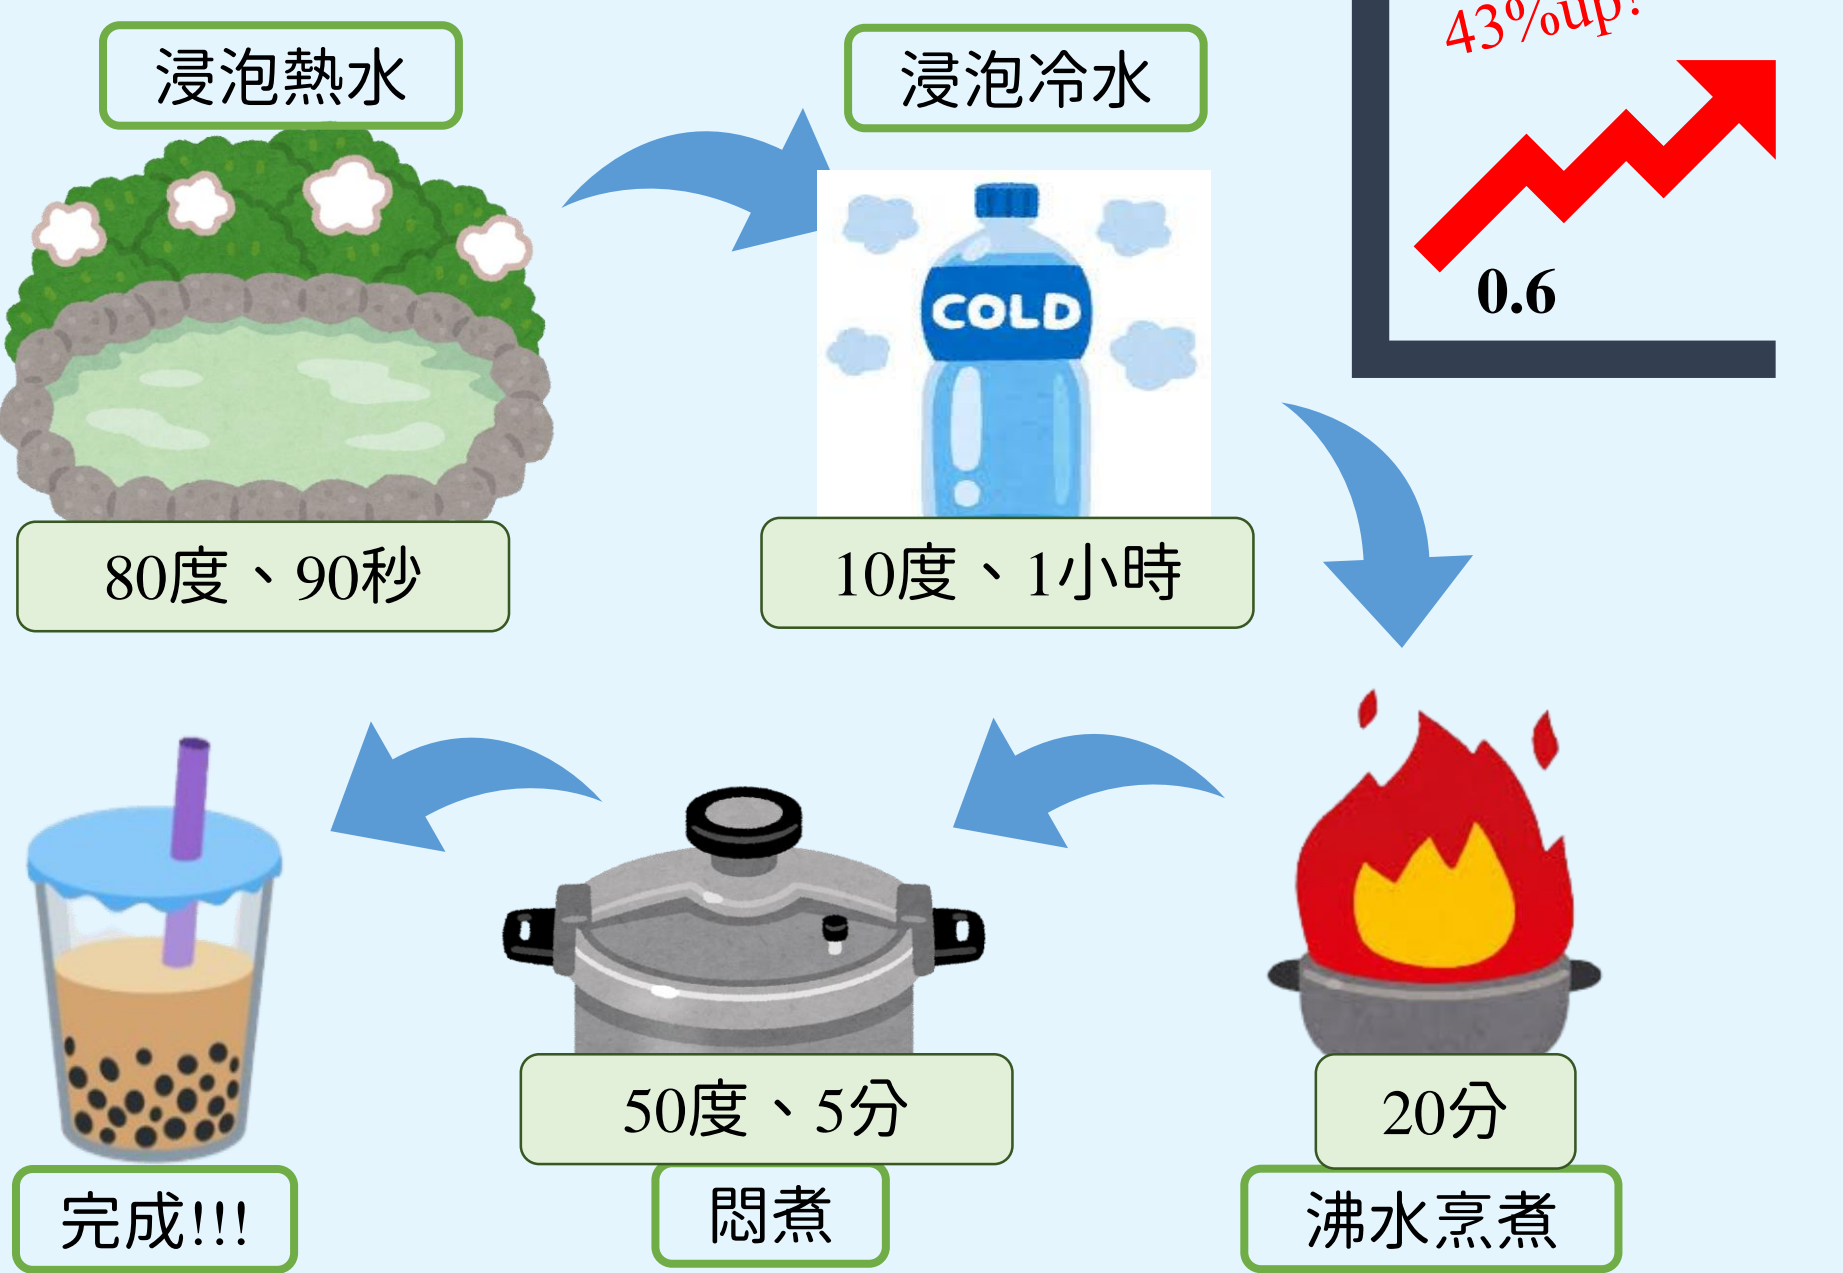 浸泡熱水
浸泡冷水
43%up!
0.6
COLD
80度、90秒
10度、1小時
50度、5分
20分
完成!!!
悶煮
沸水烹煮